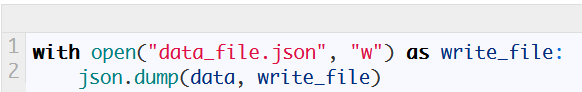 1 with open("data_file.json", "w") as write_file:
2     json.dump(data, write_file)